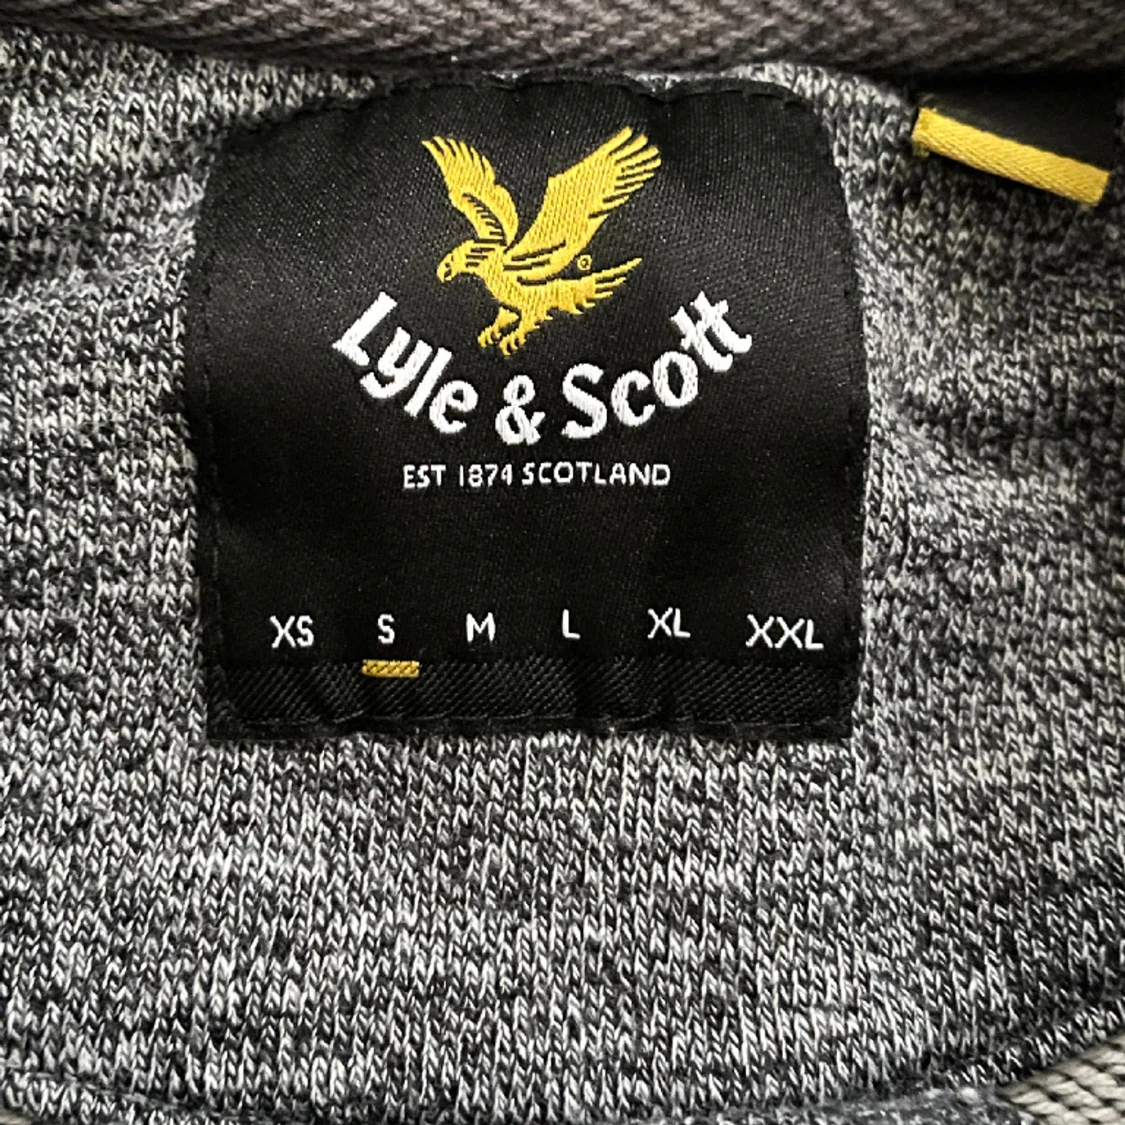 Lyle & Scott
EST 1874 SCOTLAND
XS S M L XL XXL